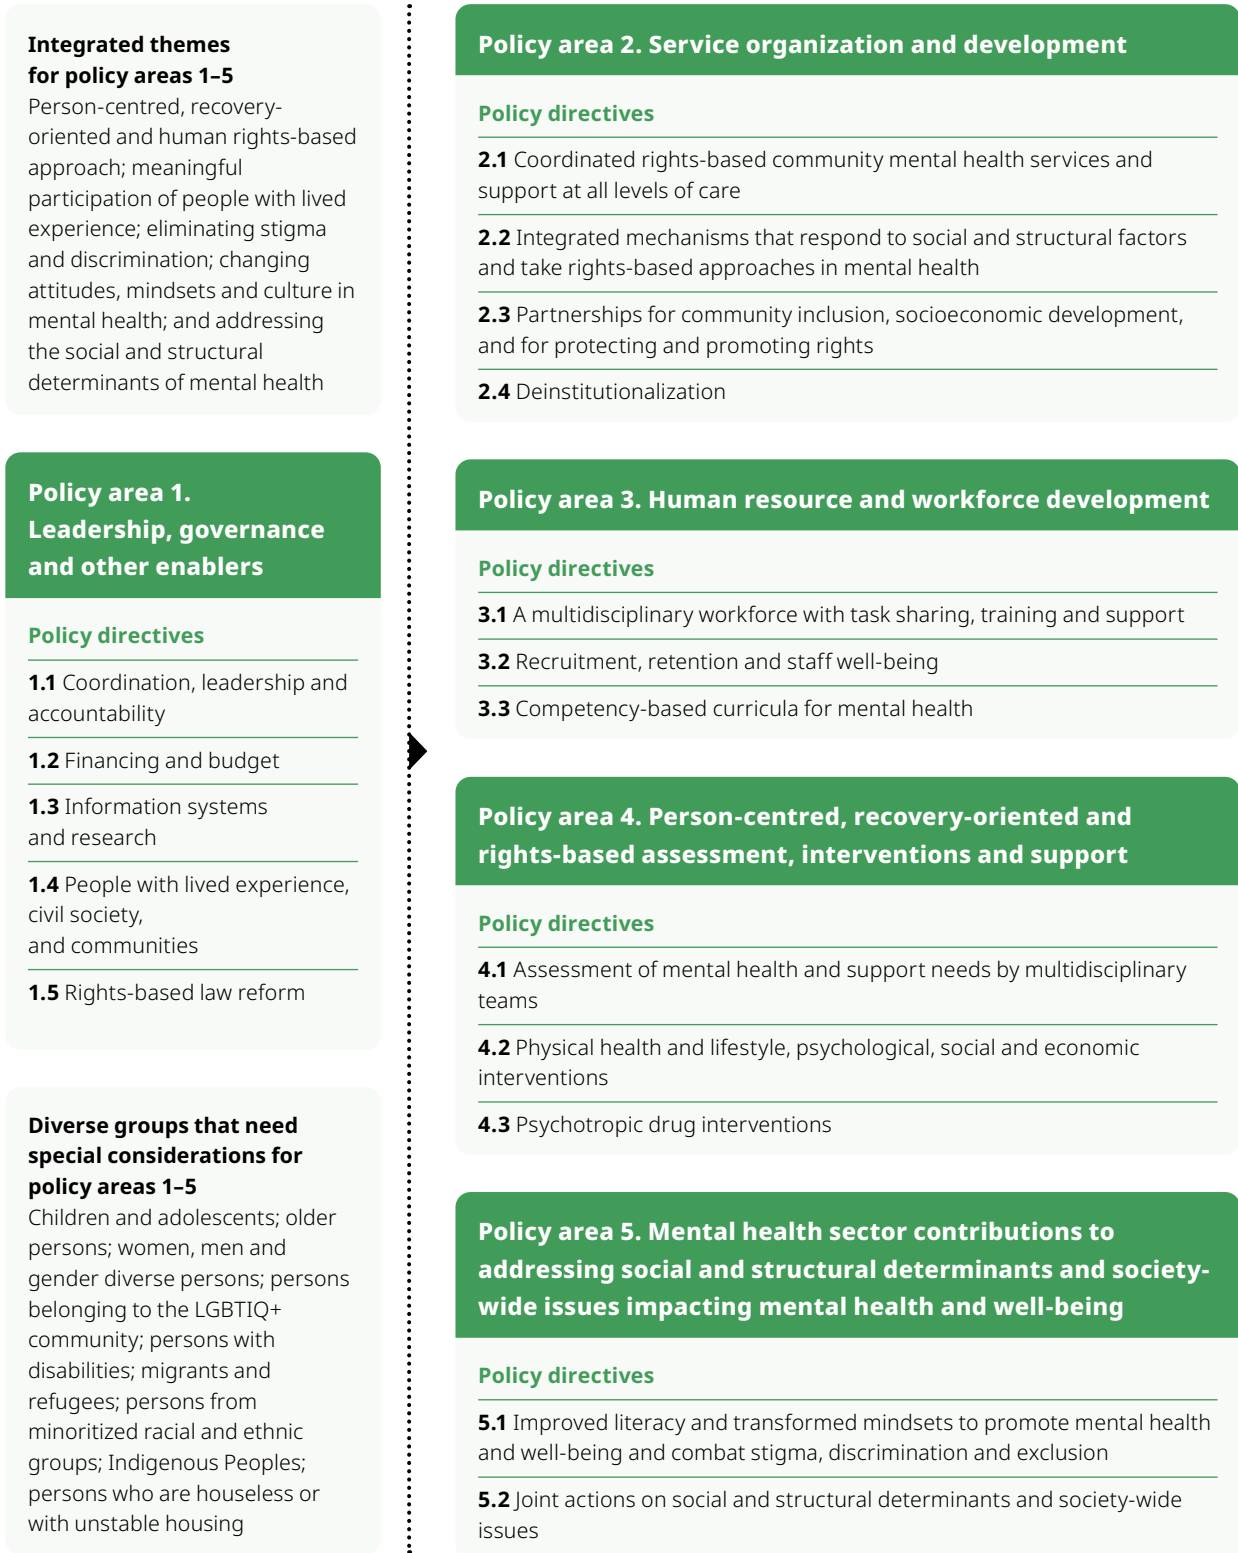 Integrated themes
for policy areas 1–5
Person-centred, recovery-
oriented and human rights-based
approach; meaningful
participation of people with lived
experience; eliminating stigma
and discrimination; changing
attitudes, mindsets and culture in
mental health; and addressing
the social and structural
determinants of mental health
Policy area 1.
Leadership, governance
and other enablers
Policy directives
1.1 Coordination, leadership and
accountability
1.2 Financing and budget
1.3 Information systems
and research
1.4 People with lived experience,
civil society,
and communities
1.5 Rights-based law reform
Diverse groups that need
special considerations for
policy areas 1–5
Children and adolescents; older
persons; women, men and
gender diverse persons; persons
belonging to the LGBTIQ+
community; persons with
disabilities; migrants and
refugees; persons from
minoritized racial and ethnic
groups; Indigenous Peoples;
persons who are houseless or
with unstable housing
Policy area 2. Service organization and development
Policy directives
2.1 Coordinated rights-based community mental health services and
support at all levels of care
2.2 Integrated mechanisms that respond to social and structural factors
and take rights-based approaches in mental health
2.3 Partnerships for community inclusion, socioeconomic development,
and for protecting and promoting rights
2.4 Deinstitutionalization
Policy area 3. Human resource and workforce development
Policy directives
3.1 A multidisciplinary workforce with task sharing, training and support
3.2 Recruitment, retention and staff well-being
3.3 Competency-based curricula for mental health
Policy area 4. Person-centred, recovery-oriented and
rights-based assessment, interventions and support
Policy directives
4.1 Assessment of mental health and support needs by multidisciplinary
teams
4.2 Physical health and lifestyle, psychological, social and economic
interventions
4.3 Psychotropic drug interventions
Policy area 5. Mental health sector contributions to
addressing social and structural determinants and society-
wide issues impacting mental health and well-being
Policy directives
5.1 Improved literacy and transformed mindsets to promote mental health
and well-being and combat stigma, discrimination and exclusion
5.2 Joint actions on social and structural determinants and society-wide
issues